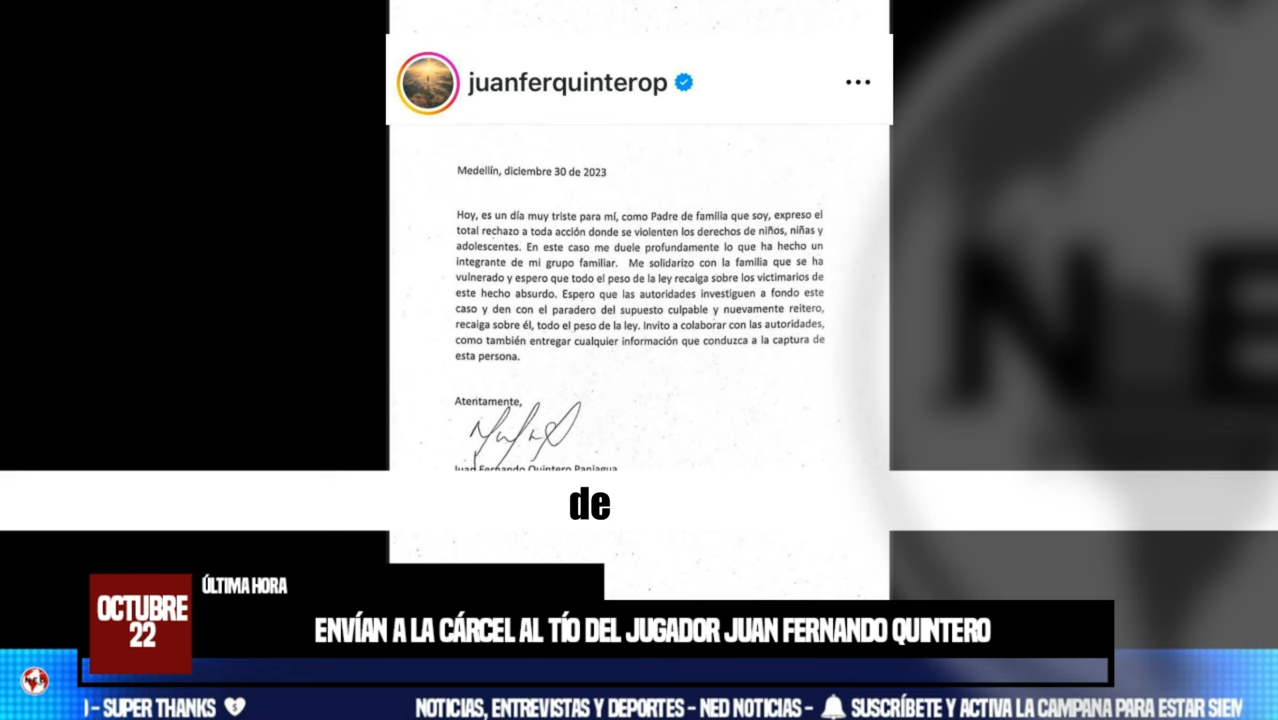 juanferquinterop
Medellín, diciembre 30 de 2023
Hoy, es un día muy triste para mí, como Padre de familia que soy, expreso el
total rechazo a toda acción donde se violenten los derechos de niños, niñas y
adolescentes. En este caso me duele profundamente lo que ha hecho un
integrante de mi grupo familiar. Me solidarizo con la familia que se ha
vulnerado y espero que todo el peso de la ley recaiga sobre los victimarios de
este hecho absurdo. Espero que las autoridades investiguen a fondo este
caso y den con el paradero del supuesto culpable y nuevamente reitero,
recaiga sobre él, todo el peso de la ley. Invito a colaborar con las autoridades,
como también entregar cualquier información que conduzca a la captura de
esta persona.
Atentamente,
Juan Fernando Quintero Paniagua
de
ÚLTIMA HORA
OCTUBRE
22
ENVÍAN A LA CÁRCEL AL TÍO DEL JUGADOR JUAN FERNANDO QUINTERO
- SUPER THANKS
NOTICIAS, ENTREVISTAS Y DEPORTES - NED NOTICIAS -
SUSCRÍBETE Y ACTIVA LA CAMPANA PARA ESTAR SIEM
NE